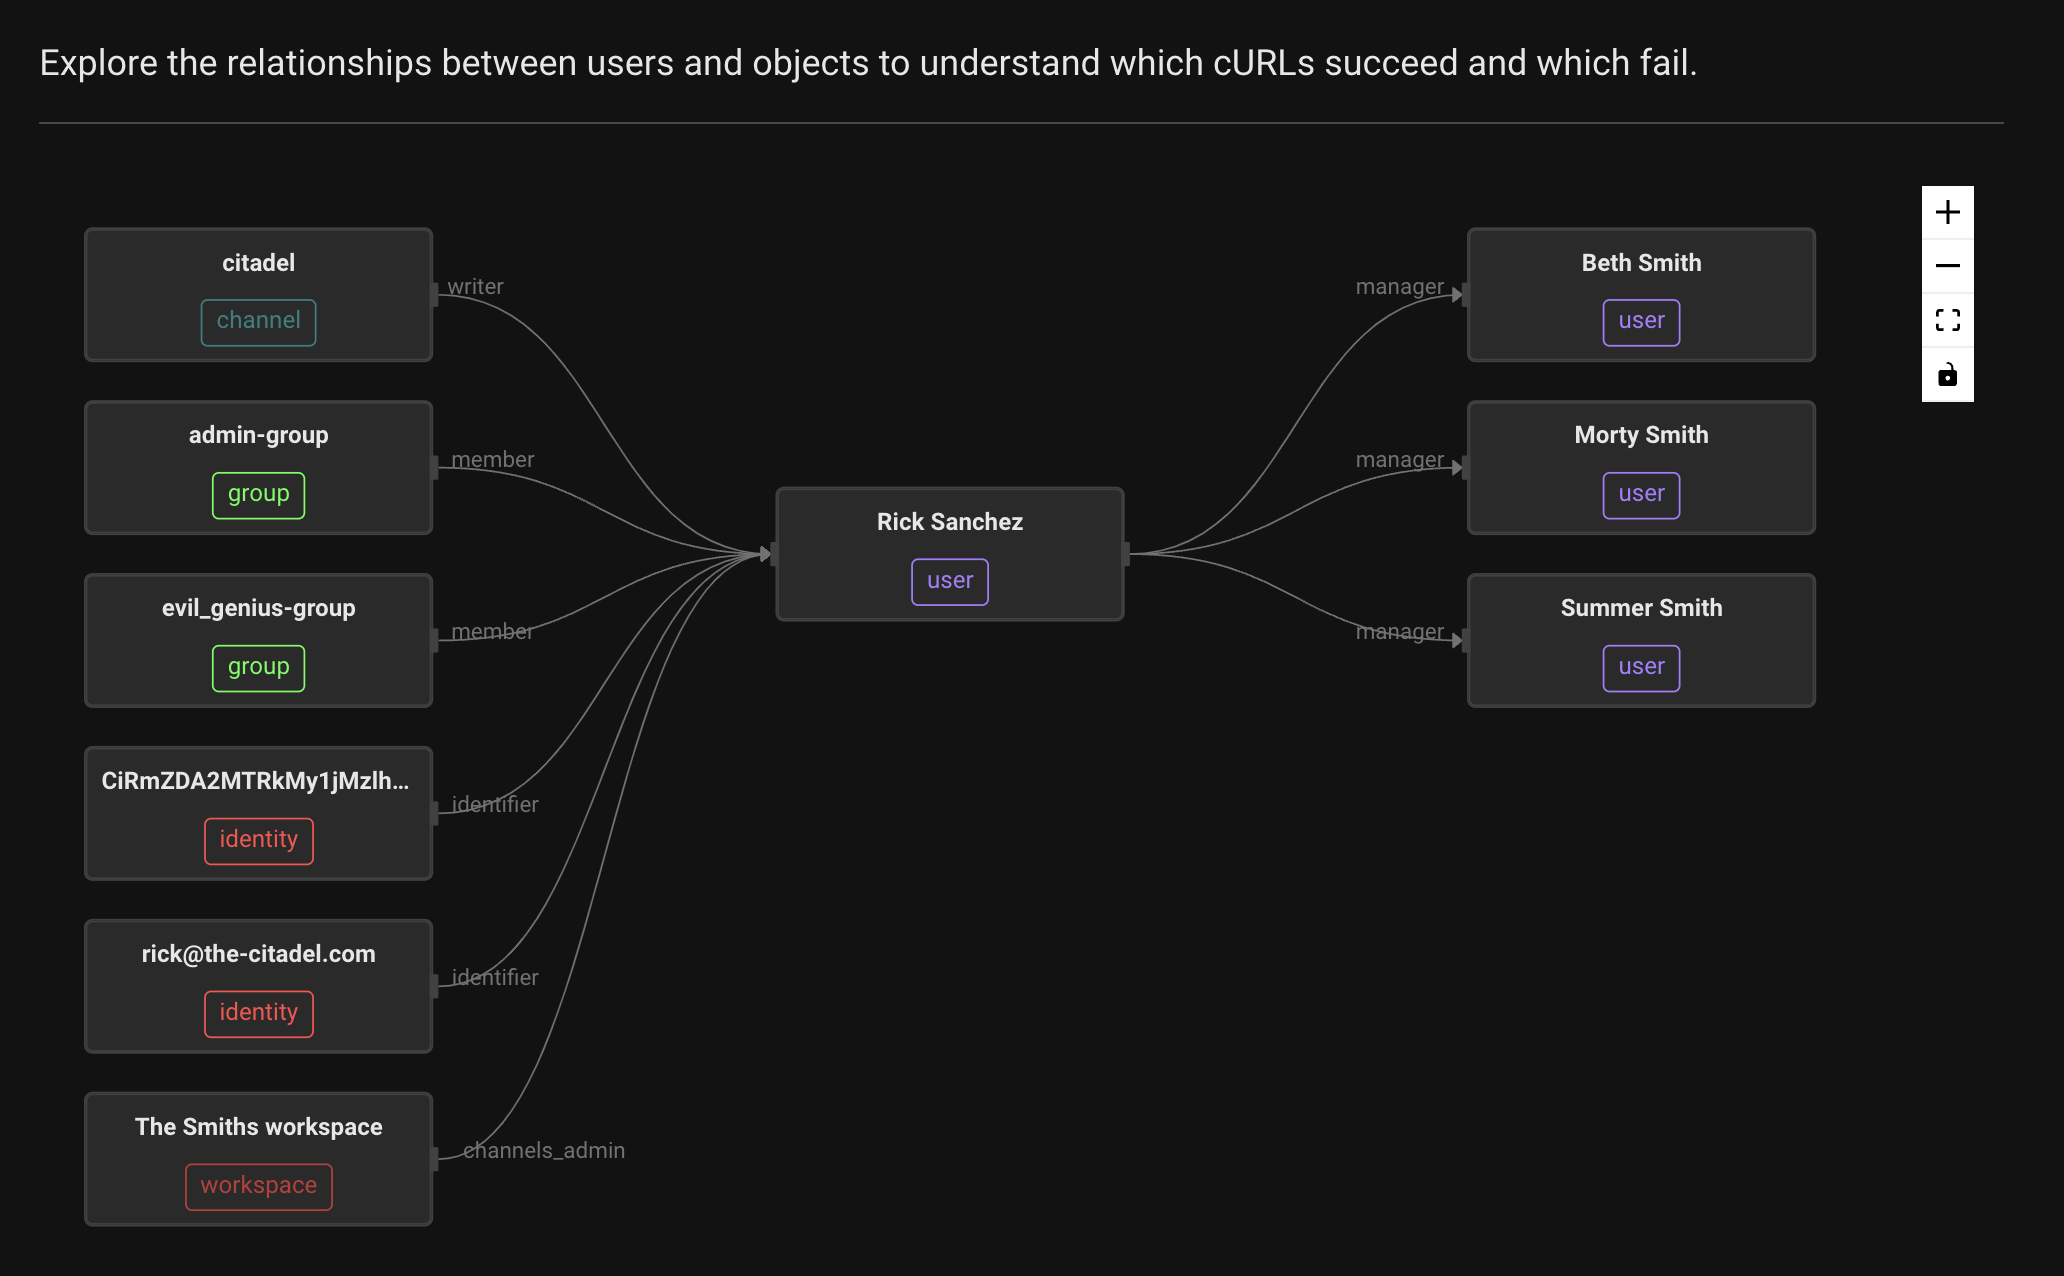 Explore the relationships between users and objects to understand which cURLs succeed and which fail.
citadel
channel
writer
admin-group
group
member
evil_genius-group
group
member
CiRmZDA2MTRkMy1jMzlh...
identity
identifier
rick@the-citadel.com
identity
identifier
The Smiths workspace
workspace
channels_admin
Rick Sanchez
user
manager
Beth Smith
user
manager
Morty Smith
user
manager
Summer Smith
user